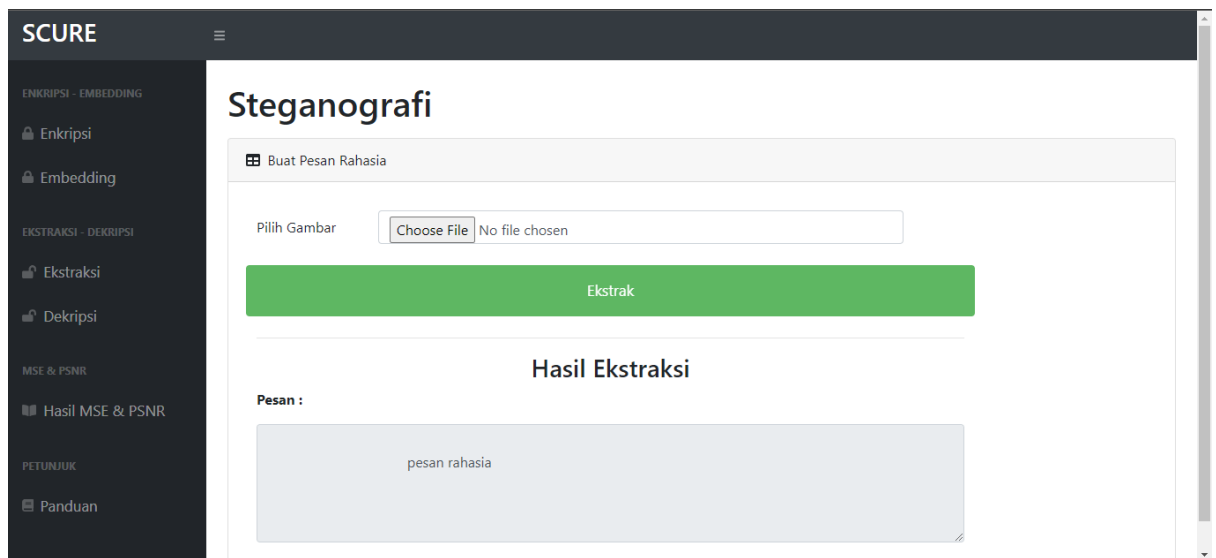 SCURE
ENKRIPSI - EMBEDDING
Enkripsi
Embedding
EKSTRAKSI - DEKRIPSI
Ekstraksi
Dekripsi
MSE & PSNR
Hasil MSE & PSNR
PETUNJUK
Panduan
Steganografi
Buat Pesan Rahasia
Pilih Gambar Choose File No file chosen
Ekstrak
Hasil Ekstraksi
Pesan :
pesan rahasia